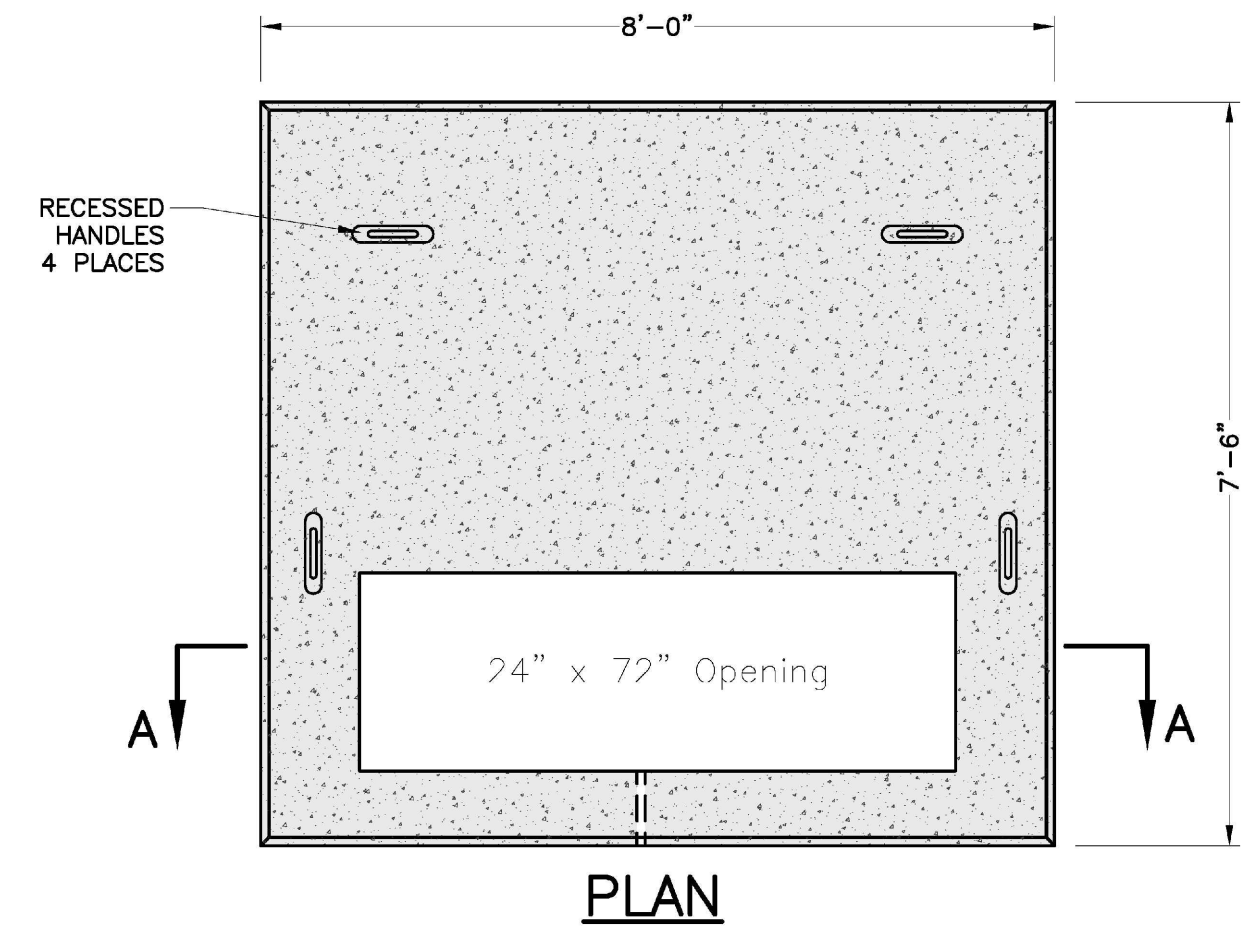 8'-0"
RECESSED
HANDLES
4 PLACES
7'-6"
24" x 72" Opening
A
A
PLAN